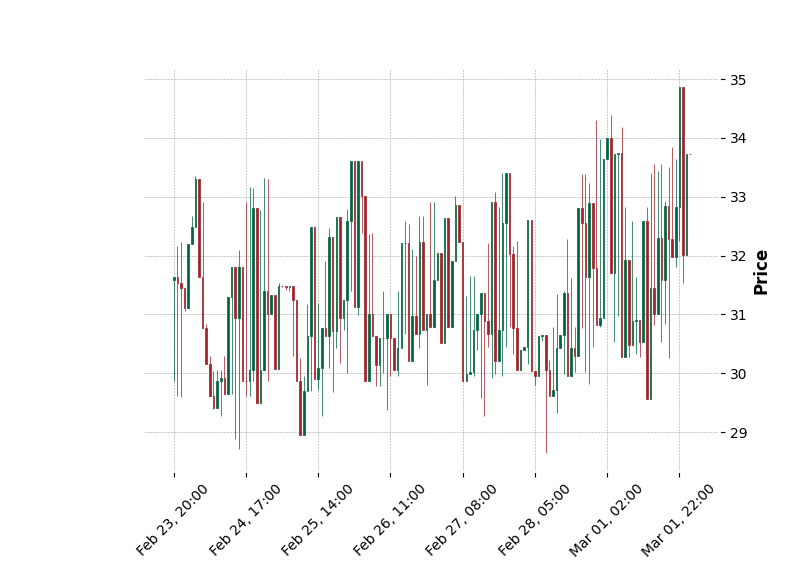 35
34
33
32
31
30
29
Price
Feb 23, 20:00
Feb 24, 17:00
Feb 25, 14:00
Feb 26, 11:00
Feb 27, 08:00
Feb 28, 05:00
Mar 01, 02:00
Mar 01, 22:00